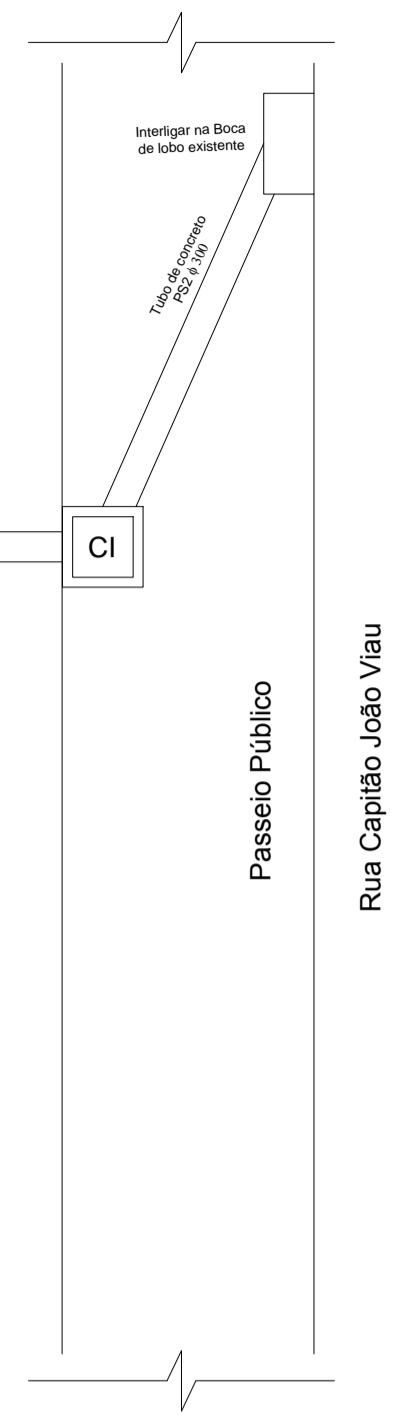 Interligar na Boca
de lobo existente
Tubo de concreto
PS2 ϕ 300
CI
Passeio Público
Rua Capitão João Viau